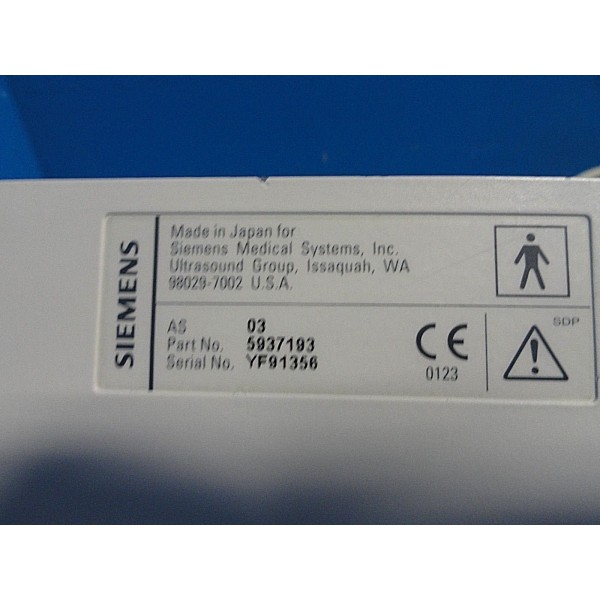 SIEMENS
Made in Japan for
Siemens Medical Systems, Inc.
Ultrasound Group, Issaquah, WA
98029-7002 U.S.A.
AS 03
Part No. 5937193
Serial No. YF91356
CE
0123
SDP
!